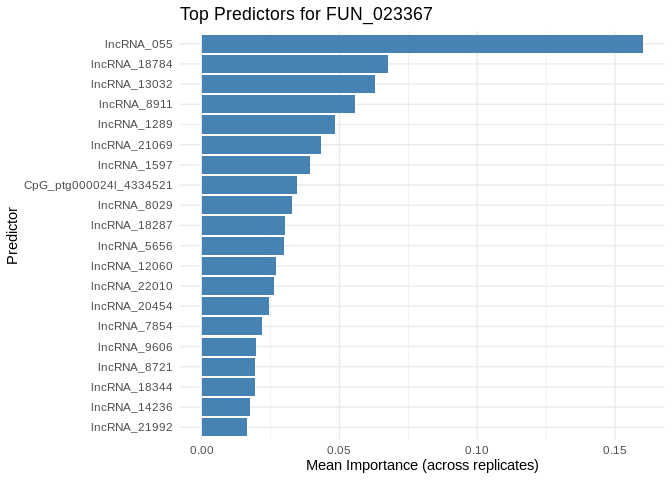 Top Predictors for FUN_023367
Predictor
lncRNA_055
lncRNA_18784
lncRNA_13032
lncRNA_8911
lncRNA_1289
lncRNA_21069
lncRNA_1597
CpG_ptg000024l_4334521
lncRNA_8029
lncRNA_18287
lncRNA_5656
lncRNA_12060
lncRNA_22010
lncRNA_20454
lncRNA_7854
lncRNA_9606
lncRNA_8721
lncRNA_18344
lncRNA_14236
lncRNA_21992
0.00 0.05 0.10 0.15
Mean Importance (across replicates)